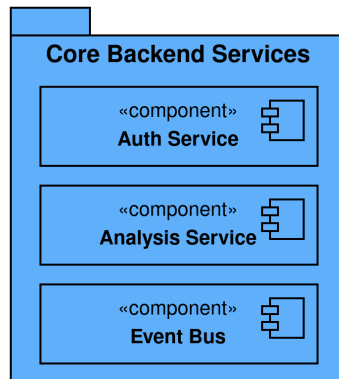 Core Backend Services
«component»
Auth Service
«component»
Analysis Service
«component»
Event Bus